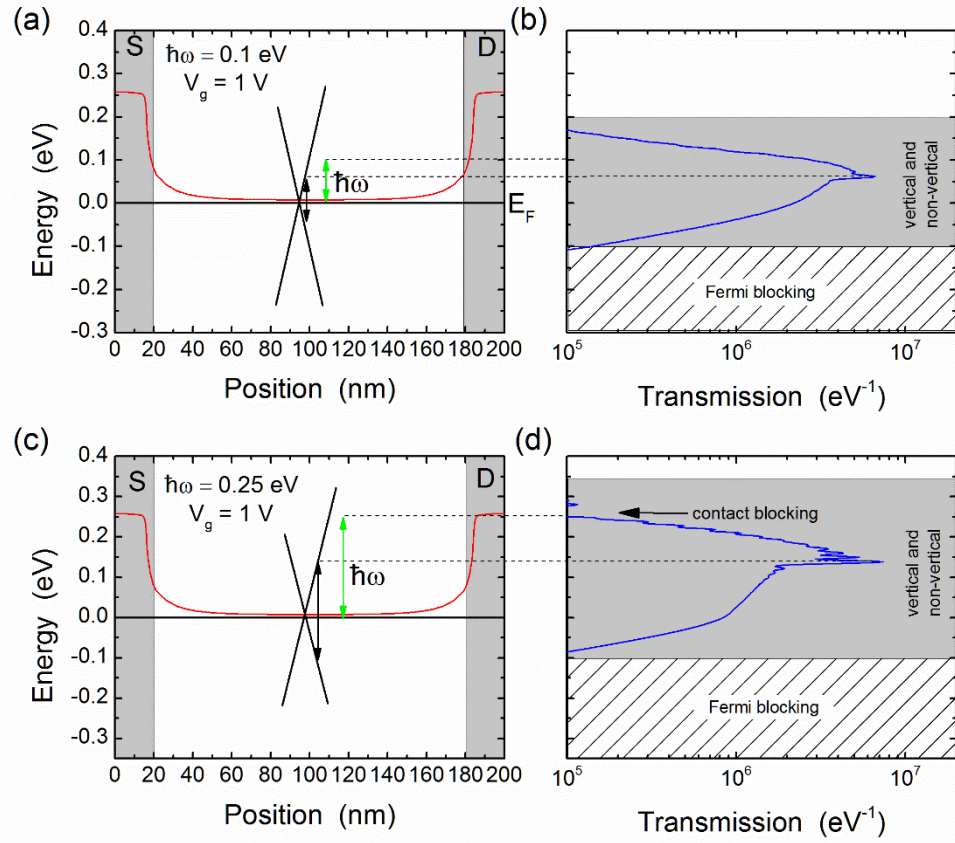 (a)
S
D
ħω = 0.1 eV
V_g = 1 V
ħω
E_F
0.4
0.3
0.2
0.1
0.0
-0.1
-0.2
-0.3
Energy (eV)
0 20 40 60 80 100 120 140 160 180 200
Position (nm)
(b)
vertical and
non-vertical
Fermi blocking
10^5 10^6 10^7
Transmission (eV^-1)
(c)
S
D
ħω = 0.25 eV
V_g = 1 V
ħω
0.4
0.3
0.2
0.1
0.0
-0.1
-0.2
-0.3
Energy (eV)
0 20 40 60 80 100 120 140 160 180 200
Position (nm)
(d)
contact blocking
vertical and
non-vertical
Fermi blocking
10^5 10^6 10^7
Transmission (eV^-1)